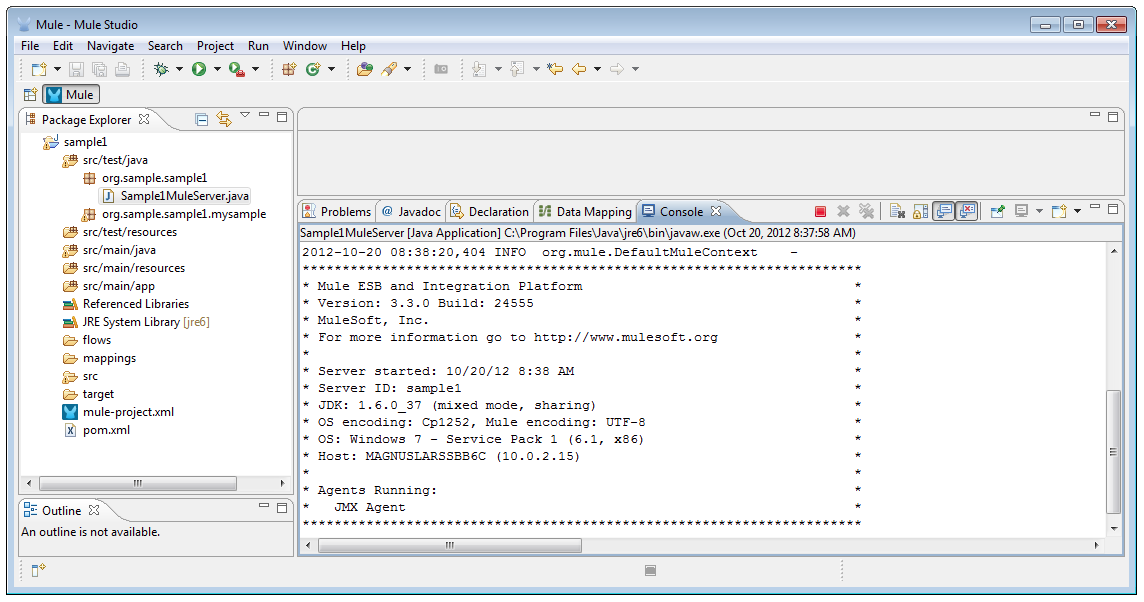 Mule - Mule Studio
File Edit Navigate Search Project Run Window Help
Mule
Package Explorer
sample1
src/test/java
org.sample.sample1
Sample1MuleServer.java
org.sample.sample1.mysample
src/test/resources
src/main/java
src/main/resources
src/main/app
Referenced Libraries
JRE System Library [jre6]
flows
mappings
src
target
mule-project.xml
pom.xml
Outline
An outline is not available.
Problems @ Javadoc Declaration Data Mapping Console
Sample1MuleServer [Java Application] C:\Program Files\Java\jre6\bin\javaw.exe (Oct 20, 2012 8:37:58 AM)
2012-10-20 08:38:20,404 INFO  org.mule.DefaultMuleContext    -
**********************************************************************
* Mule ESB and Integration Platform                                  *
* Version: 3.3.0 Build: 24555                                        *
* MuleSoft, Inc.                                                     *
* For more information go to http://www.mulesoft.org                 *
*                                                                    *
* Server started: 10/20/12 8:38 AM                                   *
* Server ID: sample1                                                 *
* JDK: 1.6.0_37 (mixed mode, sharing)                                *
* OS encoding: Cp1252, Mule encoding: UTF-8                          *
* OS: Windows 7 - Service Pack 1 (6.1, x86)                          *
* Host: MAGNUSLARSSBB6C (10.0.2.15)                                  *
*                                                                    *
* Agents Running:                                                    *
*   JMX Agent                                                        *
**********************************************************************